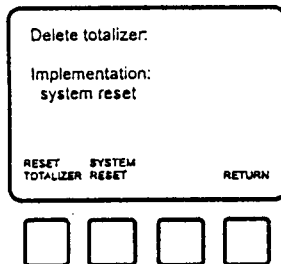 Delete totalizer:
Implementation:
system reset
RESET TOTALIZER
SYSTEM RESET
RETURN